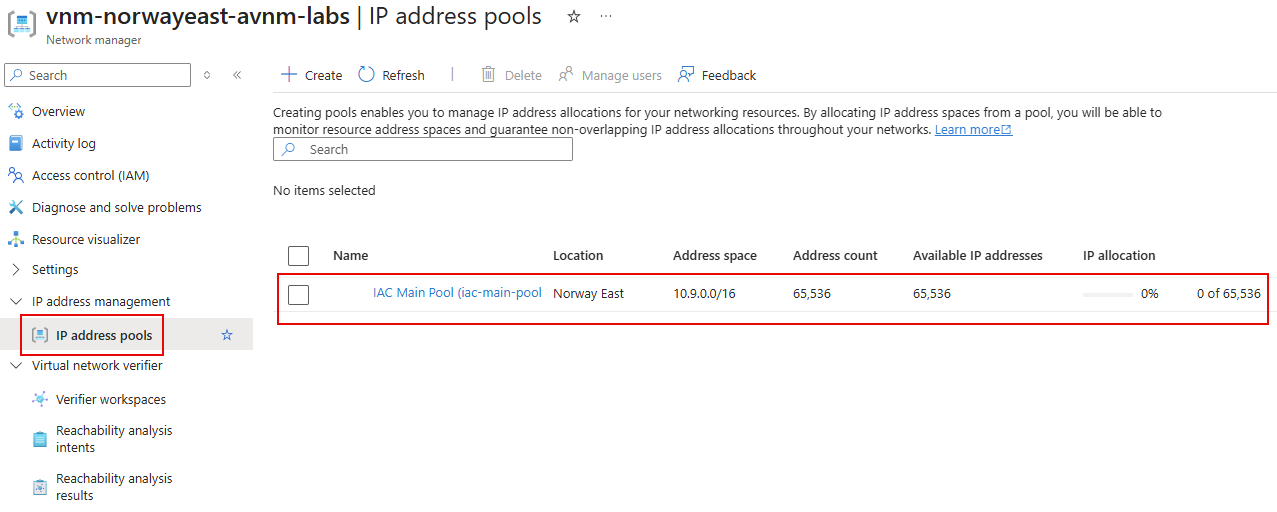 vnm-norwayeast-avnm-labs | IP address pools
Network manager
Search
Overview
Activity log
Access control (IAM)
Diagnose and solve problems
Resource visualizer
Settings
IP address management
IP address pools
Virtual network verifier
Verifier workspaces
Reachability analysis
intents
Reachability analysis
results
Create Refresh Delete Manage users Feedback
Creating pools enables you to manage IP address allocations for your networking resources. By allocating IP address spaces from a pool, you will be able to
monitor resource address spaces and guarantee non-overlapping IP address allocations throughout your networks. Learn more
Search
No items selected
Name Location Address space Address count Available IP addresses IP allocation
IAC Main Pool (iac-main-pool Norway East 10.9.0.0/16 65,536 65,536 0% 0 of 65,536